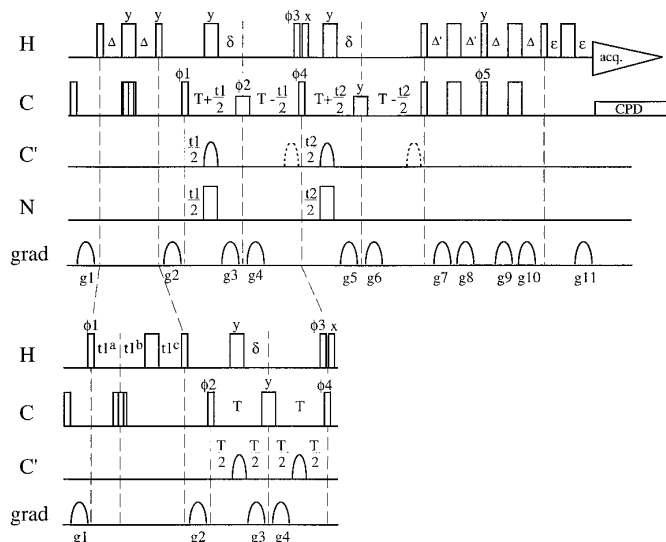 y y y ϕ3 x y y
H Δ Δ δ δ Δ' Δ' Δ Δ ε ε acq.
ϕ1 ϕ2 ϕ4 y ϕ5
C T+t1/2 T-t1/2 T+t2/2 T-t2/2 CPD
C' t1/2 t2/2
N t1/2 t2/2
grad
g1 g2 g3 g4 g5 g6 g7 g8 g9 g10 g11
ϕ1 y ϕ3 x
H t1a t1b t1c δ
ϕ2 y ϕ4
C T T
C' T/2 T/2 T/2 T/2
grad
g1 g2 g3 g4